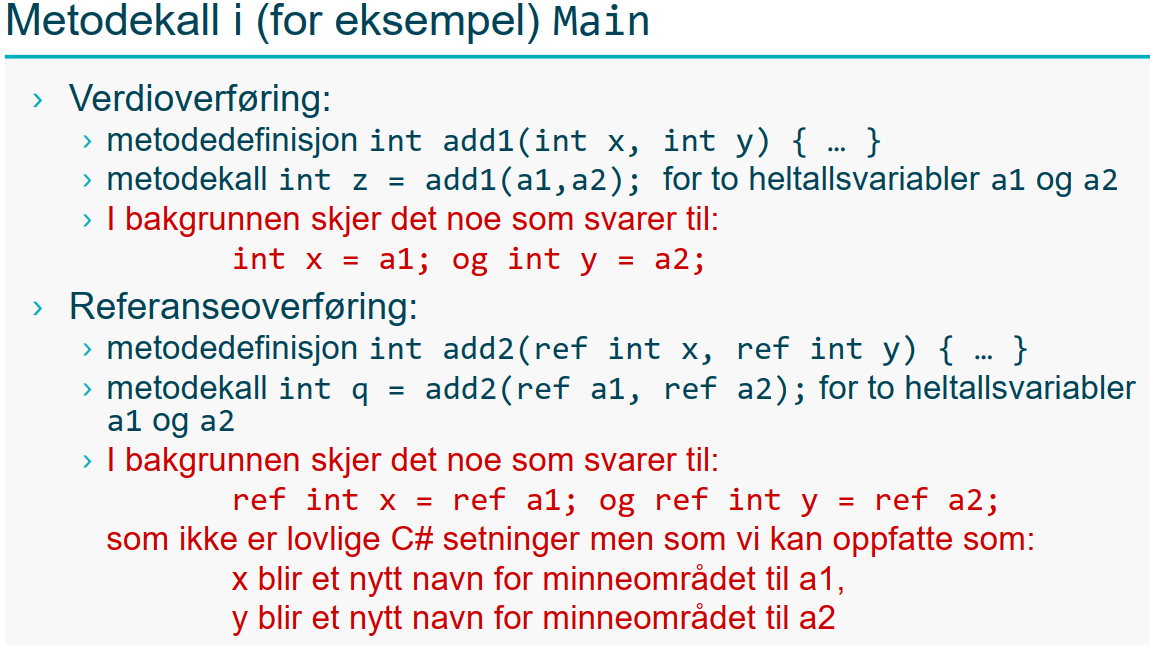 Metodekall i (for eksempel) Main
› Verdioverføring:
› metodedefinisjon int add1(int x, int y) { … }
› metodekall int z = add1(a1,a2); for to heltallsvariabler a1 og a2
› I bakgrunnen skjer det noe som svarer til:
int x = a1; og int y = a2;
› Referanseoverføring:
› metodedefinisjon int add2(ref int x, ref int y) { … }
› metodekall int q = add2(ref a1, ref a2); for to heltallsvariabler
a1 og a2
› I bakgrunnen skjer det noe som svarer til:
ref int x = ref a1; og ref int y = ref a2;
som ikke er lovlige C# setninger men som vi kan oppfatte som:
x blir et nytt navn for minneområdet til a1,
y blir et nytt navn for minneområdet til a2